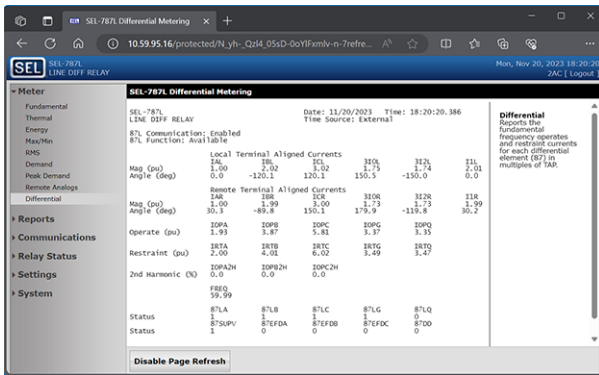 SEL-787L Differential Metering
10.59.95.16/protected/N_yh-_Qzl4_05sD-0oYlFxmlv-n-7refre...
SEL SEL-787L
LINE DIFF RELAY
Mon, Nov 20, 2023 18:20:20
2AC [ Logout ]
Meter
Fundamental
Thermal
Energy
Max/Min
RMS
Demand
Peak Demand
Remote Analogs
Differential
Reports
Communications
Relay Status
Settings
System
SEL-787L Differential Metering
SEL-787L Date: 11/20/2023 Time: 18:20:20.386
LINE DIFF RELAY Time Source: External
87L Communication: Enabled
87L Function: Available
Local Terminal Aligned Currents
IAL IBL ICL 3I0L 3I2L I1L
Mag (pu) 1.00 2.02 3.02 1.75 1.74 2.01
Angle (deg) 0.0 -120.1 120.1 150.5 -150.0 0.0
Remote Terminal Aligned Currents
IAR IBR ICR 3I0R 3I2R I1R
Mag (pu) 1.00 1.99 3.00 1.73 1.73 1.99
Angle (deg) 30.3 -89.8 150.1 179.9 -119.8 30.2
IOPA IOPB IOPC IOPG IOPQ
Operate (pu) 1.93 3.87 5.81 3.37 3.35
IRTA IRTB IRTC IRTG IRTQ
Restraint (pu) 2.00 4.01 6.02 3.49 3.47
IOPA2H IOPB2H IOPC2H
2nd Harmonic (%) 0.0 0.0 0.0
FREQ
59.99
87LA 87LB 87LC 87LG 87LQ
Status 1 1 1 1 0
87SUPV 87EFDA 87EFDB 87EFDC 87DD
Status 1 0 0 0 0
Disable Page Refresh
Differential
Reports the
fundamental
frequency operates
and restraint currents
for each differential
element (87) in
multiples of TAP.